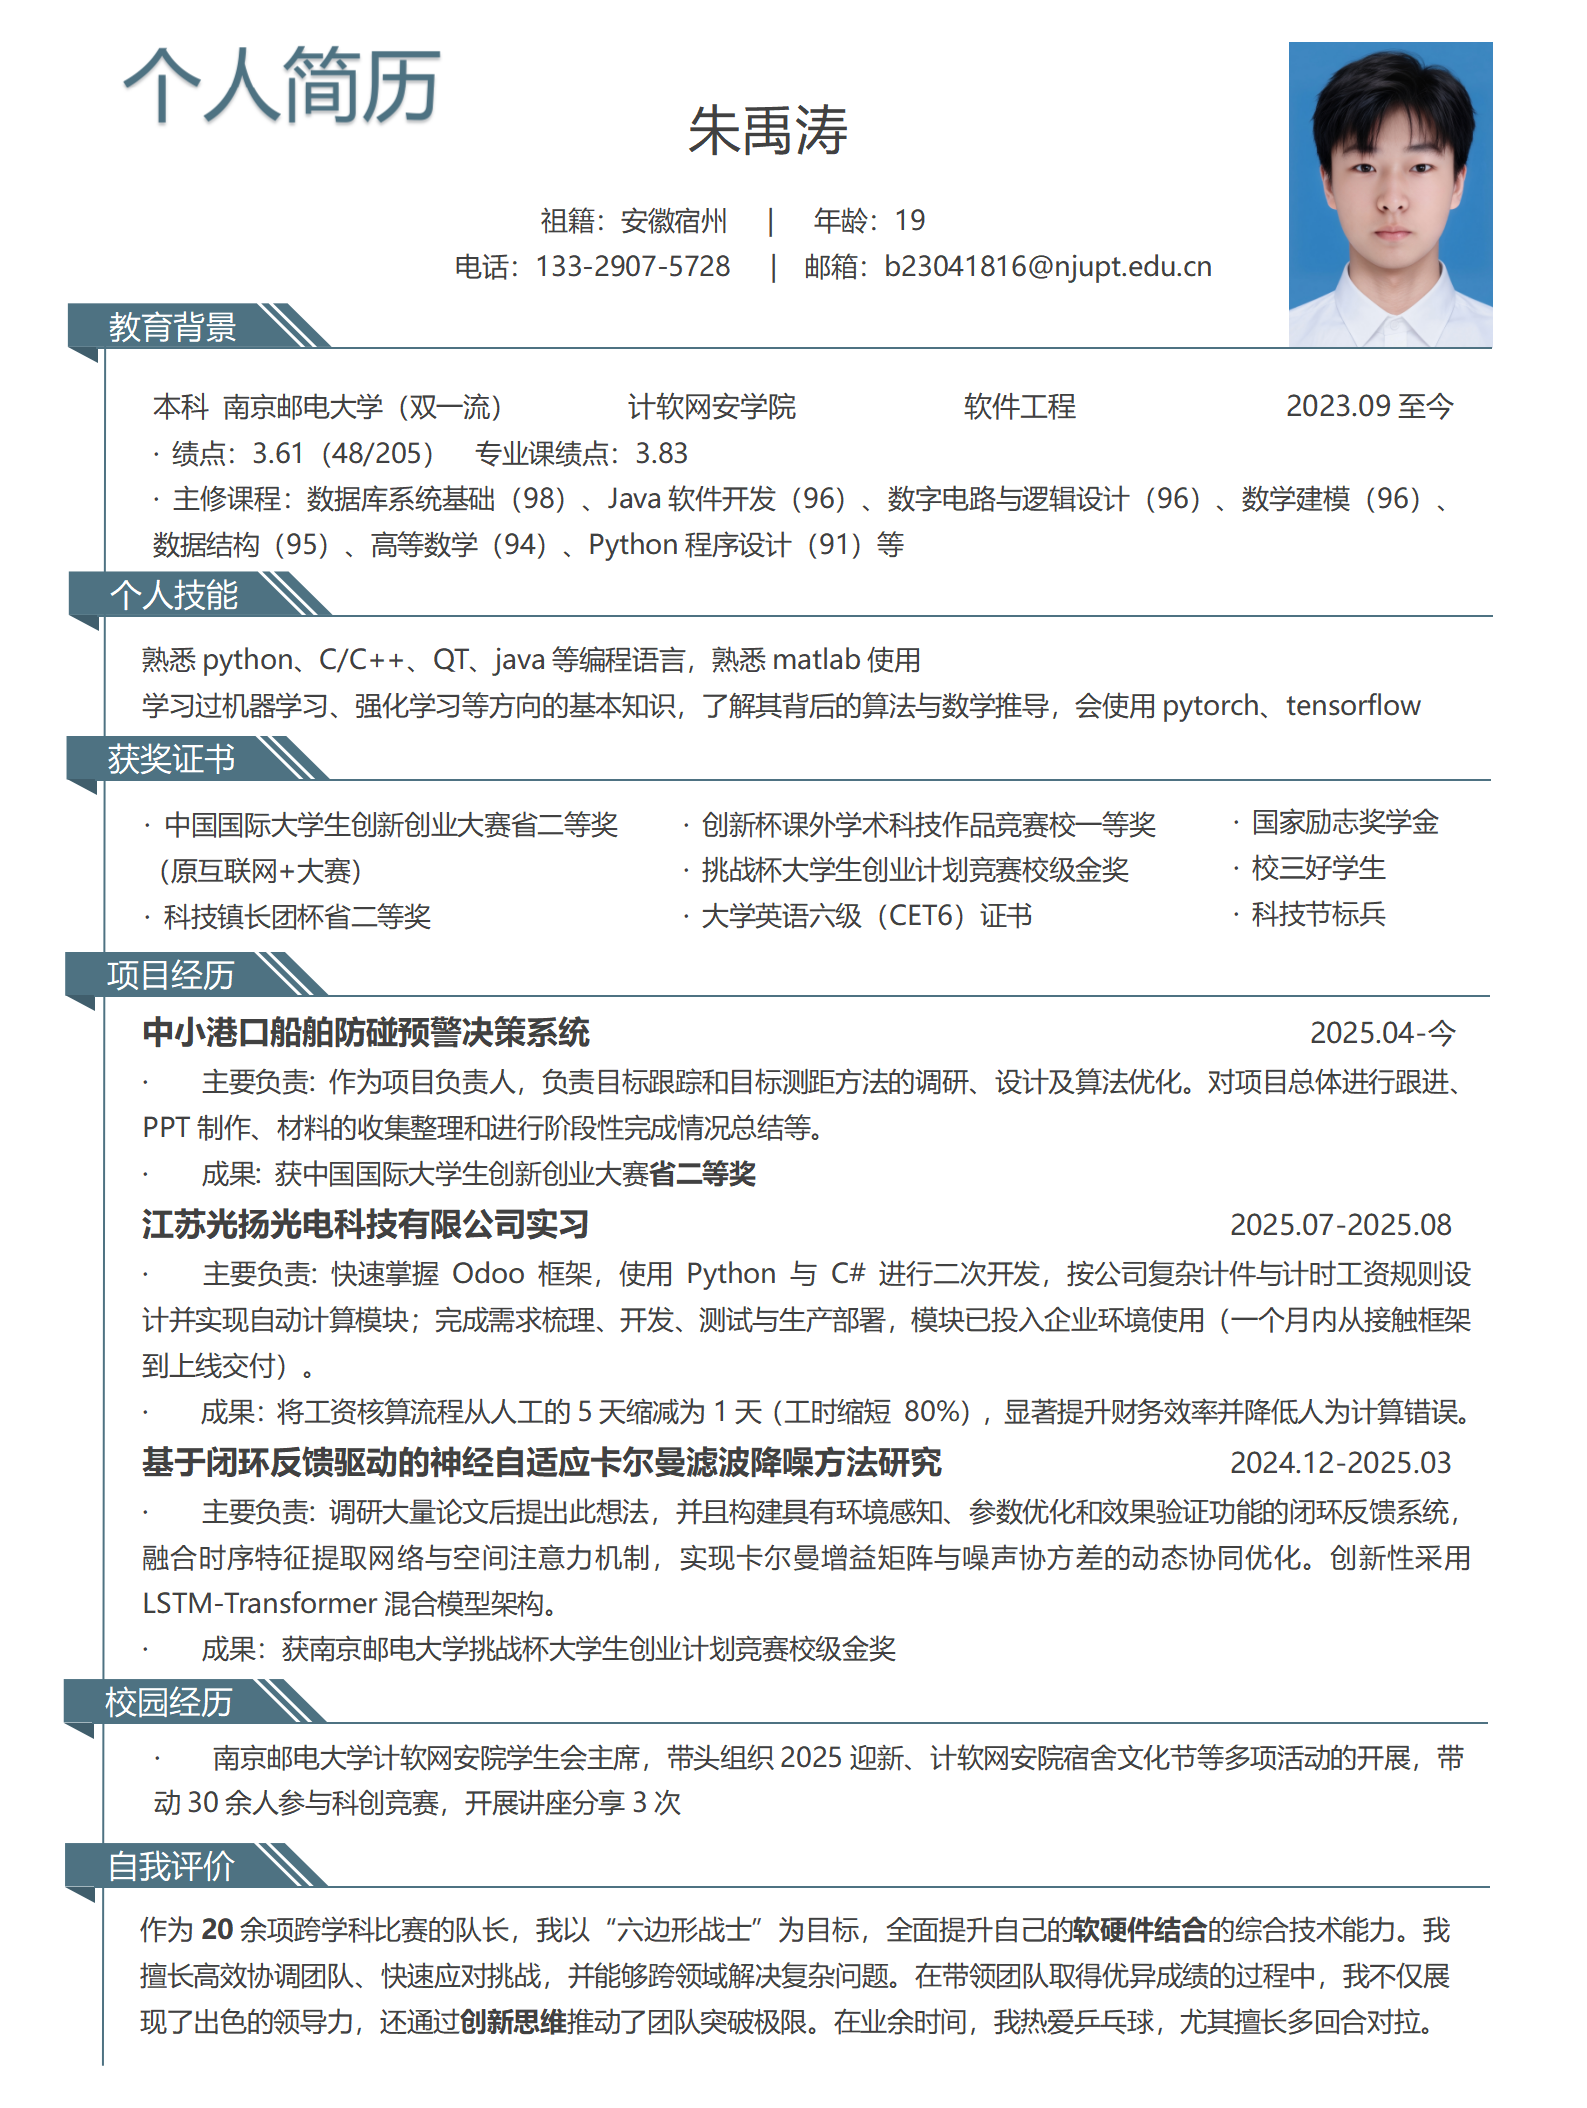 个人简历
朱禹涛
祖籍：安徽宿州 | 年龄：19
电话：133-2907-5728 | 邮箱：b23041816@njupt.edu.cn
教育背景
本科 南京邮电大学（双一流） 计软网安学院 软件工程 2023.09 至今
· 绩点：3.61（48/205） 专业课绩点：3.83
· 主修课程：数据库系统基础（98）、Java 软件开发（96）、数字电路与逻辑设计（96）、数学建模（96）、
数据结构（95）、高等数学（94）、Python 程序设计（91）等
个人技能
熟悉 python、C/C++、QT、java 等编程语言，熟悉 matlab 使用
学习过机器学习、强化学习等方向的基本知识，了解其背后的算法与数学推导，会使用 pytorch、tensorflow
获奖证书
· 中国国际大学生创新创业大赛省二等奖 · 创新杯课外学术科技作品竞赛校一等奖 · 国家励志奖学金
（原互联网+大赛） · 挑战杯大学生创业计划竞赛校级金奖 · 校三好学生
· 科技镇长团杯省二等奖 · 大学英语六级（CET6）证书 · 科技节标兵
项目经历
中小港口船舶防碰预警决策系统 2025.04-今
· 主要负责: 作为项目负责人，负责目标跟踪和目标测距方法的调研、设计及算法优化。对项目总体进行跟进、
PPT 制作、材料的收集整理和进行阶段性完成情况总结等。
· 成果: 获中国国际大学生创新创业大赛省二等奖
江苏光扬光电科技有限公司实习 2025.07-2025.08
· 主要负责: 快速掌握 Odoo 框架，使用 Python 与 C# 进行二次开发，按公司复杂计件与计时工资规则设
计并实现自动计算模块；完成需求梳理、开发、测试与生产部署，模块已投入企业环境使用（一个月内从接触框架
到上线交付）。
· 成果：将工资核算流程从人工的 5 天缩减为 1 天（工时缩短 80%），显著提升财务效率并降低人为计算错误。
基于闭环反馈驱动的神经自适应卡尔曼滤波降噪方法研究 2024.12-2025.03
· 主要负责: 调研大量论文后提出此想法，并且构建具有环境感知、参数优化和效果验证功能的闭环反馈系统，
融合时序特征提取网络与空间注意力机制，实现卡尔曼增益矩阵与噪声协方差的动态协同优化。创新性采用
LSTM-Transformer 混合模型架构。
· 成果：获南京邮电大学挑战杯大学生创业计划竞赛校级金奖
校园经历
· 南京邮电大学计软网安院学生会主席，带头组织 2025 迎新、计软网安院宿舍文化节等多项活动的开展，带
动 30 余人参与科创竞赛，开展讲座分享 3 次
自我评价
作为 20 余项跨学科比赛的队长，我以“六边形战士”为目标，全面提升自己的软硬件结合的综合技术能力。我
擅长高效协调团队、快速应对挑战，并能够跨领域解决复杂问题。在带领团队取得优异成绩的过程中，我不仅展
现了出色的领导力，还通过创新思维推动了团队突破极限。在业余时间，我热爱乒乓球，尤其擅长多回合对拉。